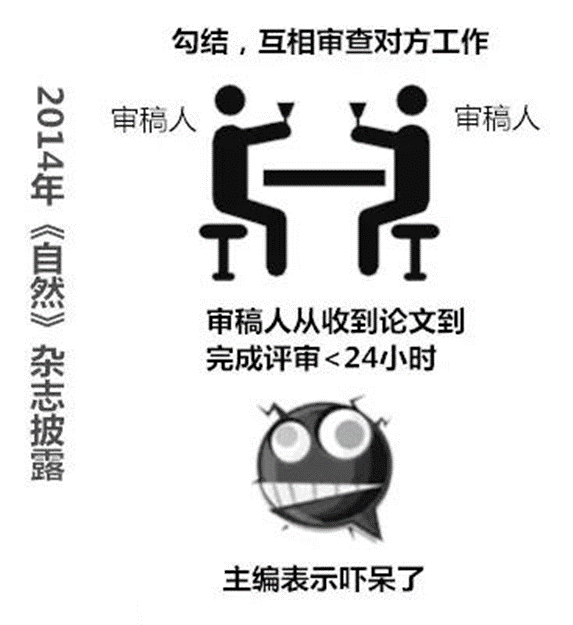 2014年《自然》杂志披露
勾结，互相审查对方工作
审稿人
审稿人
审稿人从收到论文到
完成评审<24小时
主编表示吓呆了